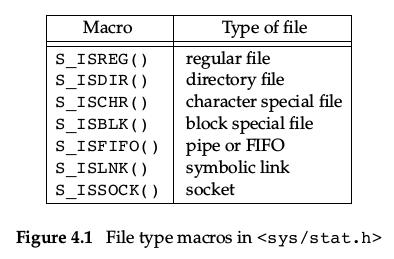 Macro Type of file
S_ISREG() regular file
S_ISDIR() directory file
S_ISCHR() character special file
S_ISBLK() block special file
S_ISFIFO() pipe or FIFO
S_ISLNK() symbolic link
S_ISSOCK() socket
Figure 4.1 File type macros in <sys/stat.h>